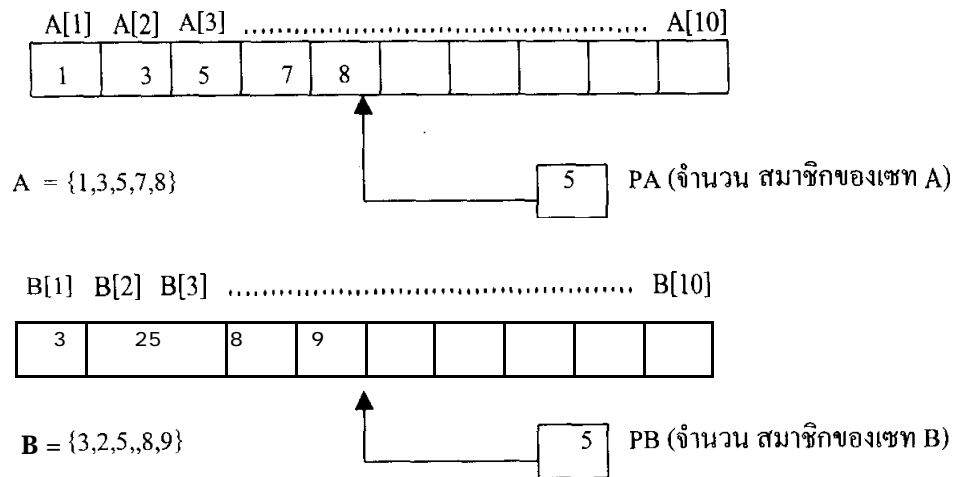 A[1] A[2] A[3] ................................................ A[10]
1 3 5 7 8
A = {1,3,5,7,8}
5 PA (จำนวน สมาชิกของเซท A)
B[1] B[2] B[3] ................................................ B[10]
3 25 8 9
B = {3,2,5,,8,9}
5 PB (จำนวน สมาชิกของเซท B)